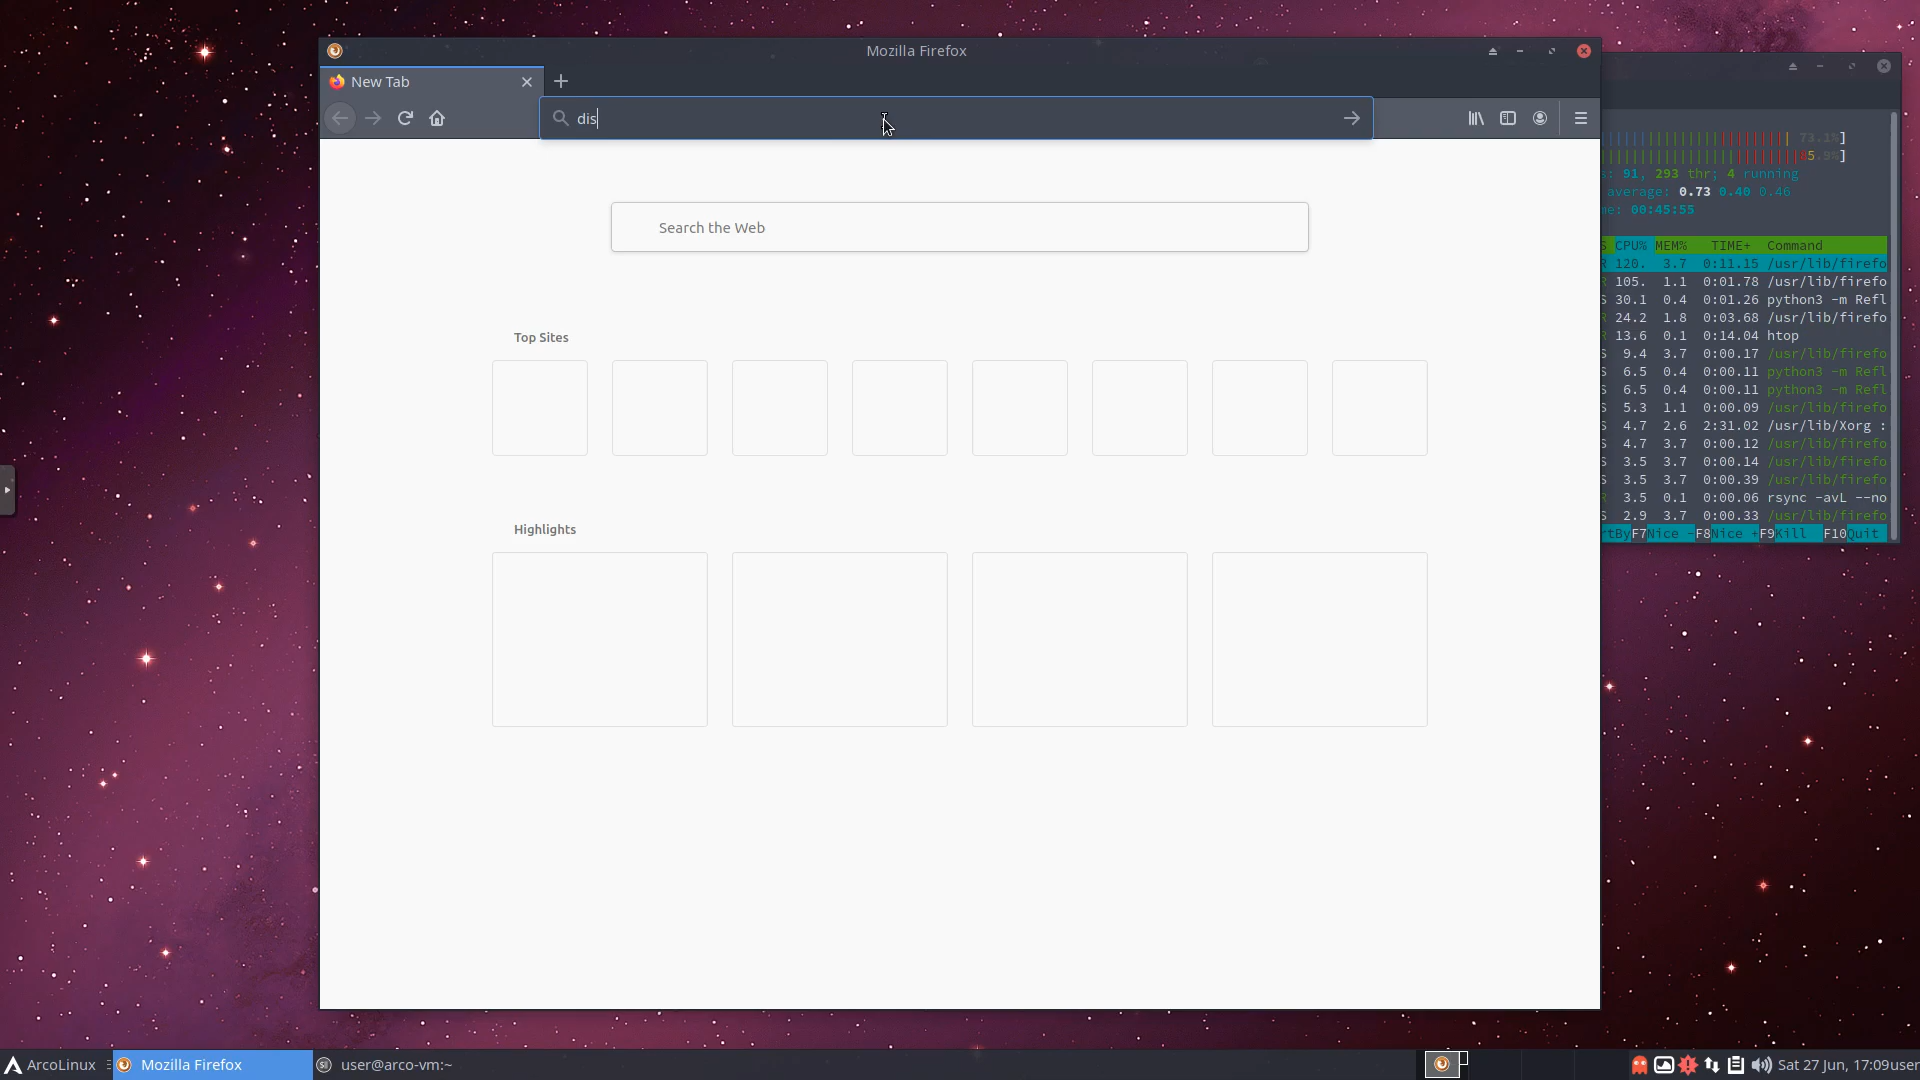 Mozilla Firefox
New Tab
dis
Search the Web
Top Sites
Highlights
73.1%]
5.9%]
91, 293 thr; 4 running
average: 0.73 0.40 0.46
00:45:55
S CPU% MEM% TIME+ Command
R 120. 3.7 0:11.15 /usr/lib/firefo
R 105. 1.1 0:01.78 /usr/lib/firefo
S 30.1 0.4 0:01.26 python3 -m Refl
R 24.2 1.8 0:03.68 /usr/lib/firefo
R 13.6 0.1 0:14.04 htop
S 9.4 3.7 0:00.17 /usr/lib/firefo
S 6.5 0.4 0:00.11 python3 -m Refl
S 6.5 0.4 0:00.11 python3 -m Refl
S 5.3 1.1 0:00.09 /usr/lib/firefo
S 4.7 2.6 2:31.02 /usr/lib/Xorg :
S 4.7 3.7 0:00.12 /usr/lib/firefo
S 3.5 3.7 0:00.14 /usr/lib/firefo
S 3.5 3.7 0:00.39 /usr/lib/firefo
R 3.5 0.1 0:00.06 rsync -avL --no
S 2.9 3.7 0:00.33 /usr/lib/firefo
rtByF7Nice -F8Nice +F9Kill F10Quit
ArcoLinux
Mozilla Firefox
user@arco-vm:~
Sat 27 Jun, 17:09user